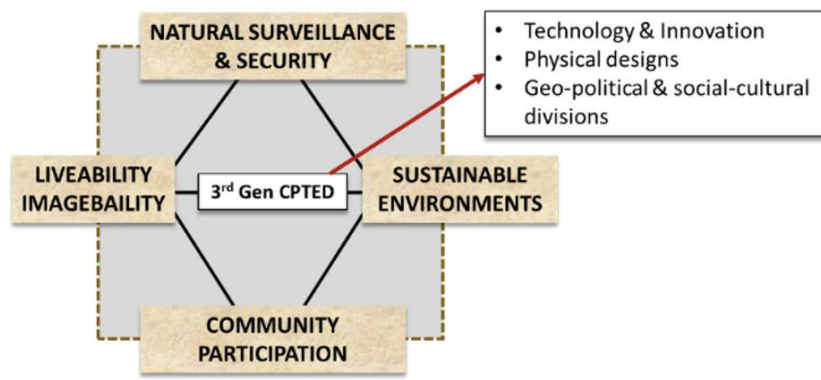 NATURAL SURVEILLANCE
& SECURITY
• Technology & Innovation
• Physical designs
• Geo-political & social-cultural
divisions
LIVEABILITY
IMAGEBAILITY
3rd Gen CPTED
SUSTAINABLE
ENVIRONMENTS
COMMUNITY
PARTICIPATION